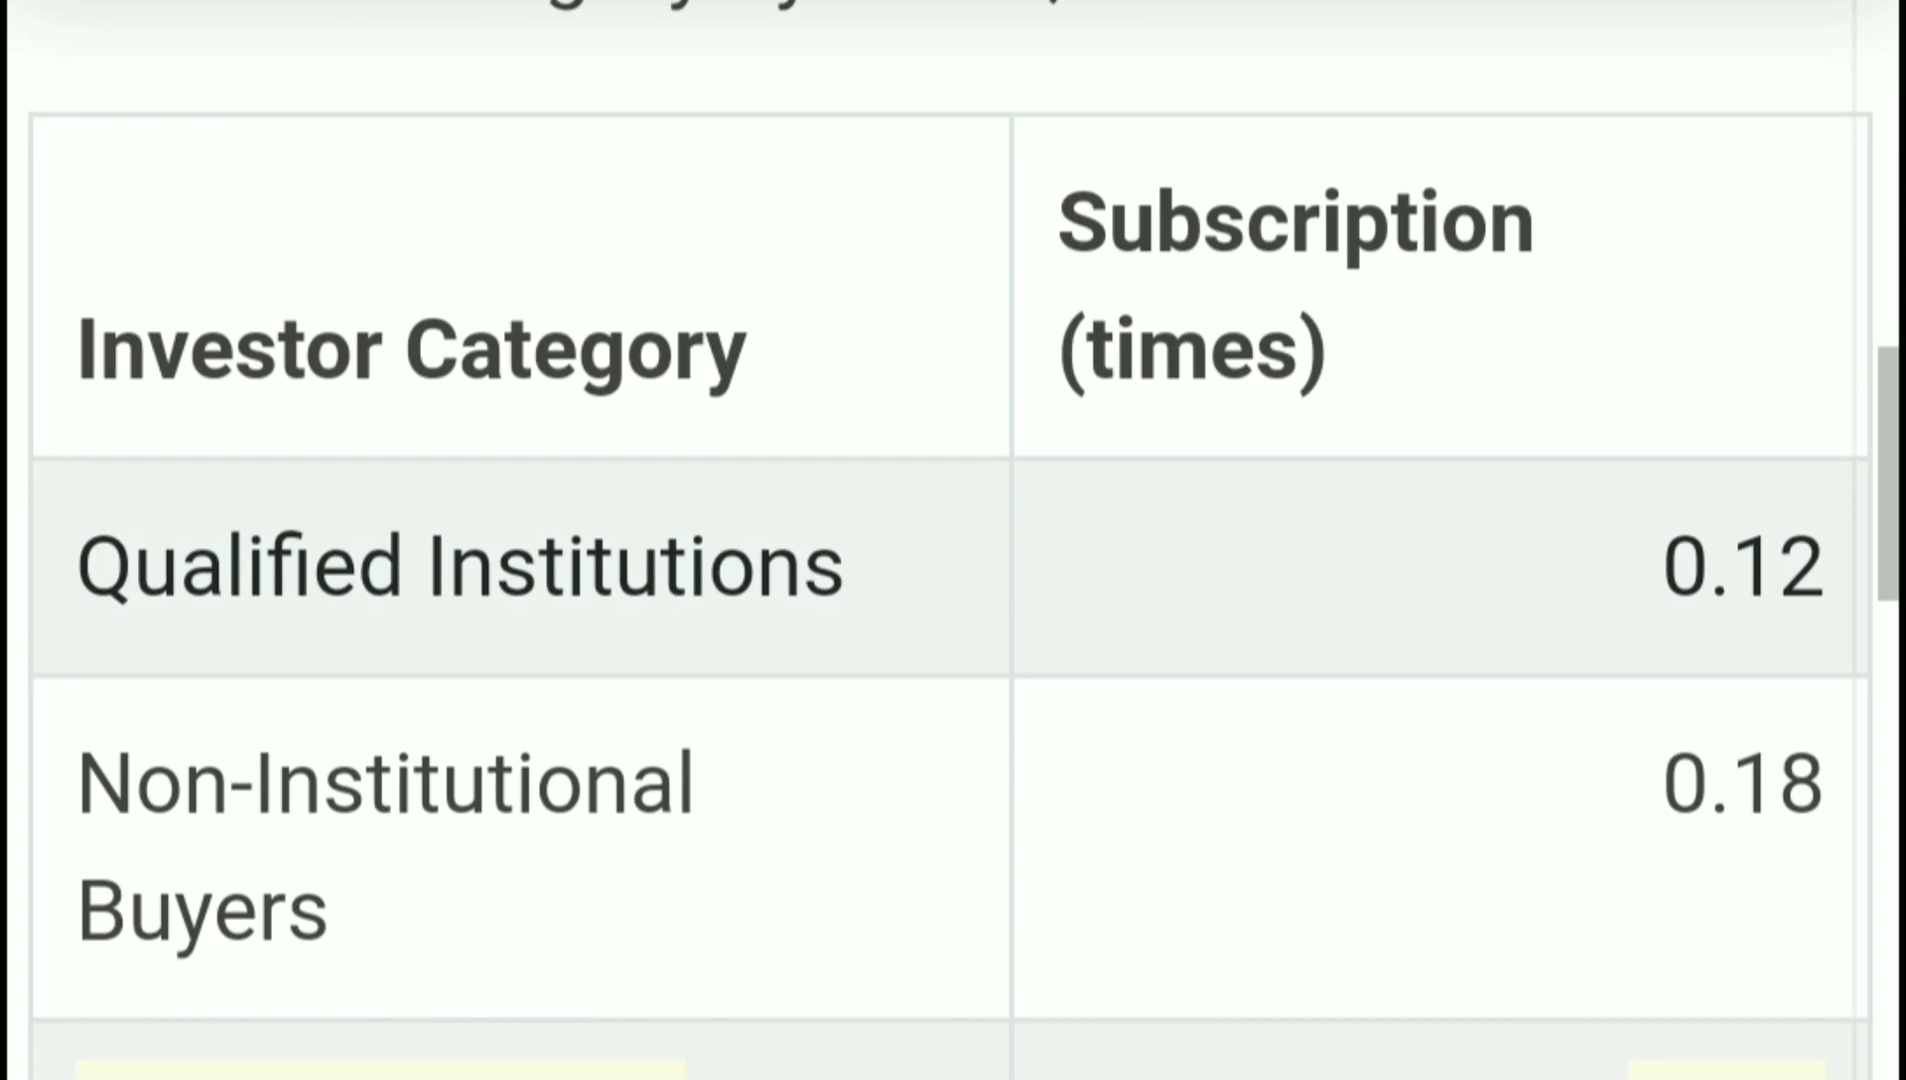 Investor Category
Subscription
(times)
Qualified Institutions
0.12
Non-Institutional
Buyers
0.18